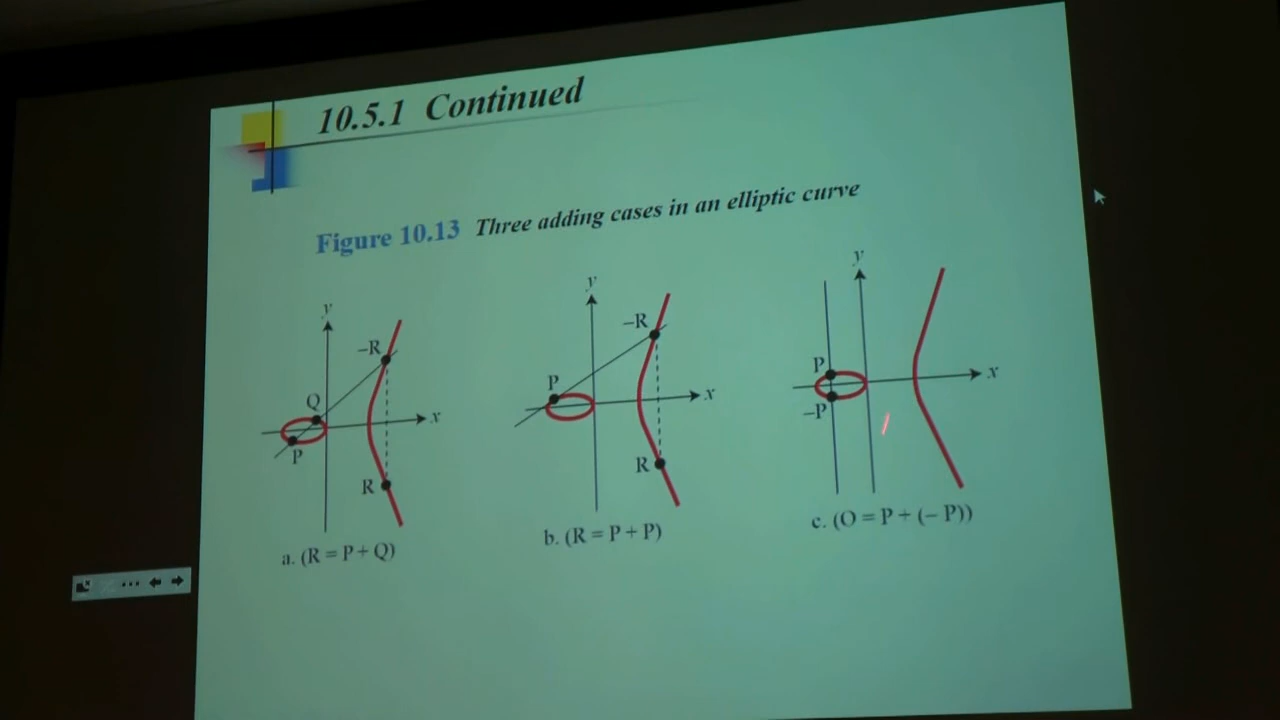 10.5.1 Continued
Figure 10.13 Three adding cases in an elliptic curve
y
–R
Q
x
P
R
a. (R = P + Q)
y
–R
P
x
R
b. (R = P + P)
y
P
x
–P
c. (O = P + (– P))